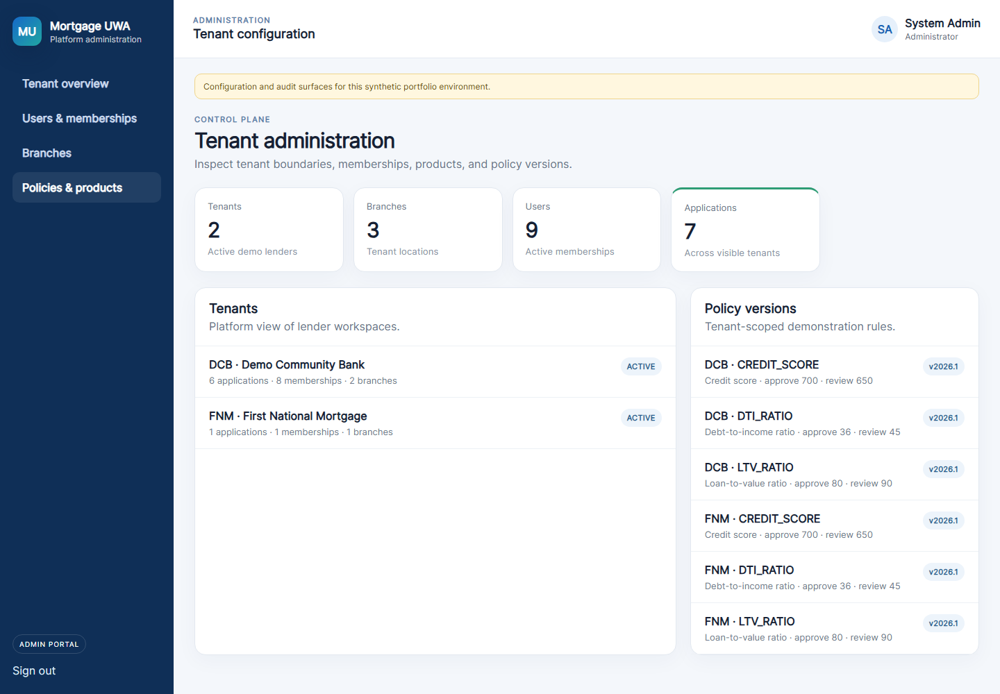 MU
Mortgage UWA
Platform administration
Tenant overview
Users & memberships
Branches
Policies & products
ADMIN PORTAL
Sign out
ADMINISTRATION
Tenant configuration
SA
System Admin
Administrator
Configuration and audit surfaces for this synthetic portfolio environment.
CONTROL PLANE
Tenant administration
Inspect tenant boundaries, memberships, products, and policy versions.
Tenants
2
Active demo lenders
Branches
3
Tenant locations
Users
9
Active memberships
Applications
7
Across visible tenants
Tenants
Platform view of lender workspaces.
DCB · Demo Community Bank
ACTIVE
6 applications · 8 memberships · 2 branches
FNM · First National Mortgage
ACTIVE
1 applications · 1 memberships · 1 branches
Policy versions
Tenant-scoped demonstration rules.
DCB · CREDIT_SCORE
v2026.1
Credit score · approve 700 · review 650
DCB · DTI_RATIO
v2026.1
Debt-to-income ratio · approve 36 · review 45
DCB · LTV_RATIO
v2026.1
Loan-to-value ratio · approve 80 · review 90
FNM · CREDIT_SCORE
v2026.1
Credit score · approve 700 · review 650
FNM · DTI_RATIO
v2026.1
Debt-to-income ratio · approve 36 · review 45
FNM · LTV_RATIO
v2026.1
Loan-to-value ratio · approve 80 · review 90